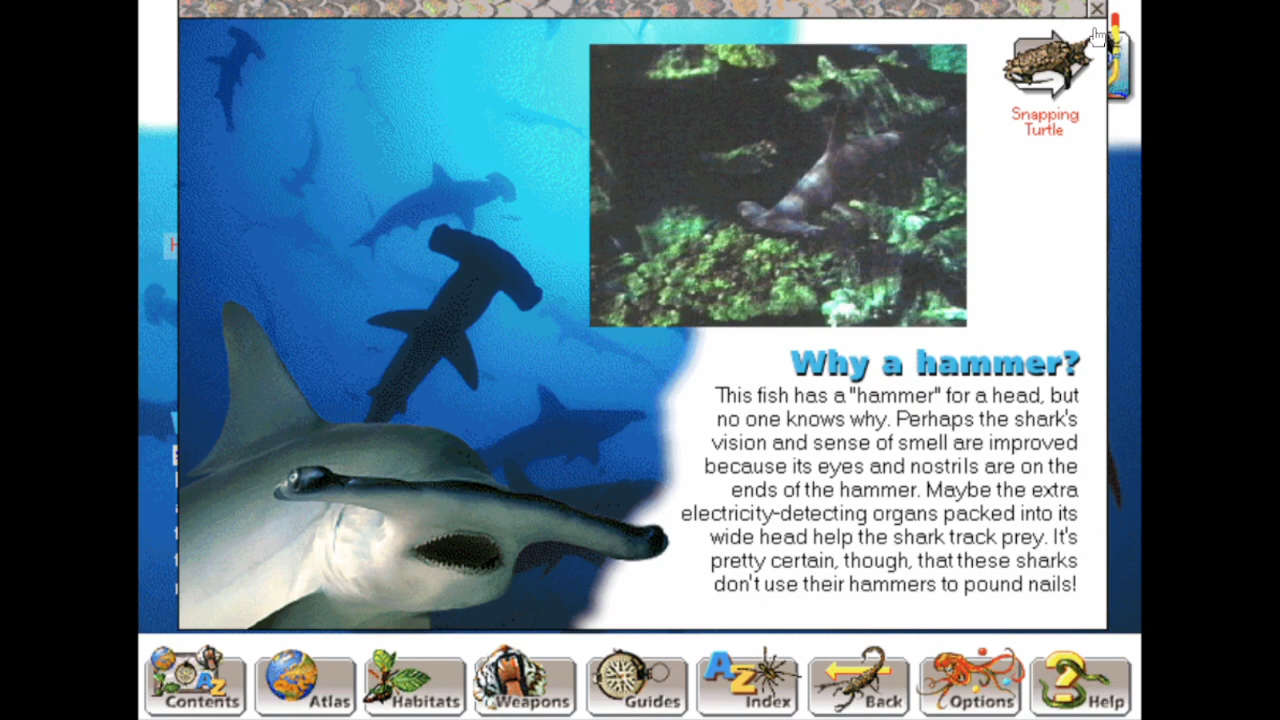 Snapping
Turtle
H
Why a hammer?
This fish has a "hammer" for a head, but
no one knows why. Perhaps the shark's
vision and sense of smell are improved
because its eyes and nostrils are on the
ends of the hammer. Maybe the extra
electricity-detecting organs packed into its
wide head help the shark track prey. It's
pretty certain, though, that these sharks
don't use their hammers to pound nails!
Contents
Atlas
Habitats
Weapons
Guides
A Z
Index
Back
Options
? Help